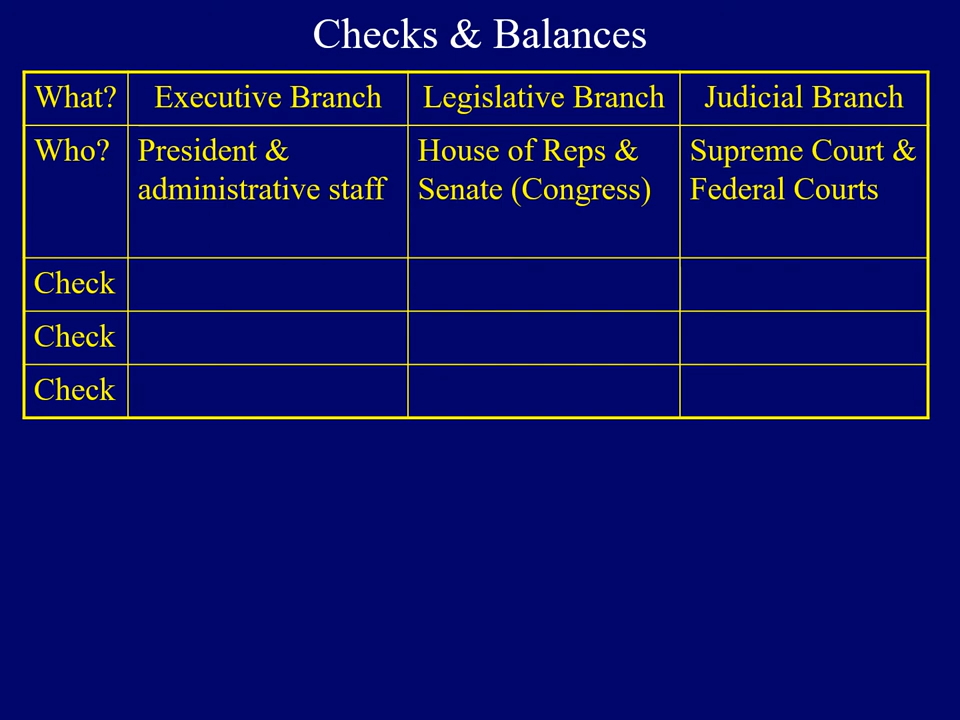 Checks & Balances
What? Executive Branch Legislative Branch Judicial Branch
Who? President & House of Reps & Supreme Court &
administrative staff Senate (Congress) Federal Courts
Check
Check
Check